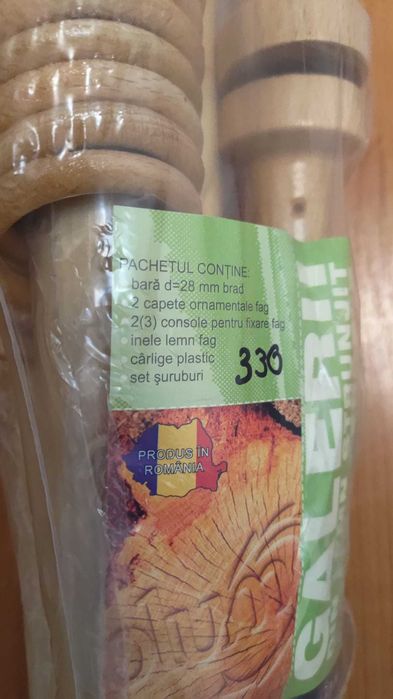 PACHETUL CONȚINE:
bară d=28 mm brad
2 capete ornamentale fag
• 2(3) console pentru fixare fag
• inele lemn fag
• cârlige plastic
• set șuruburi
330
PRODUS ÎN
ROMÂNIA
GALERII